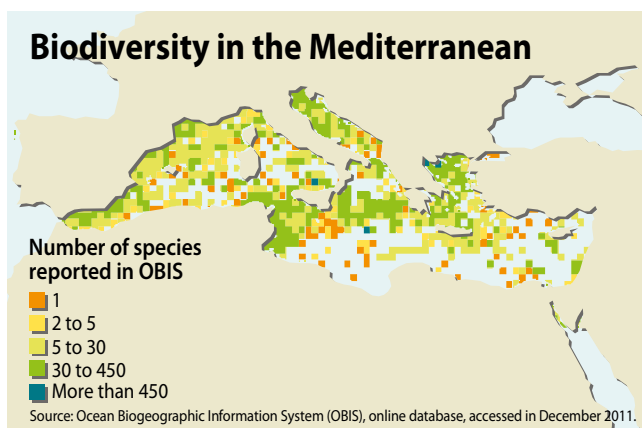 Biodiversity in the Mediterranean
Number of species
reported in OBIS
1
2 to 5
5 to 30
30 to 450
More than 450
Source: Ocean Biogeographic Information System (OBIS), online database, accessed in December 2011.